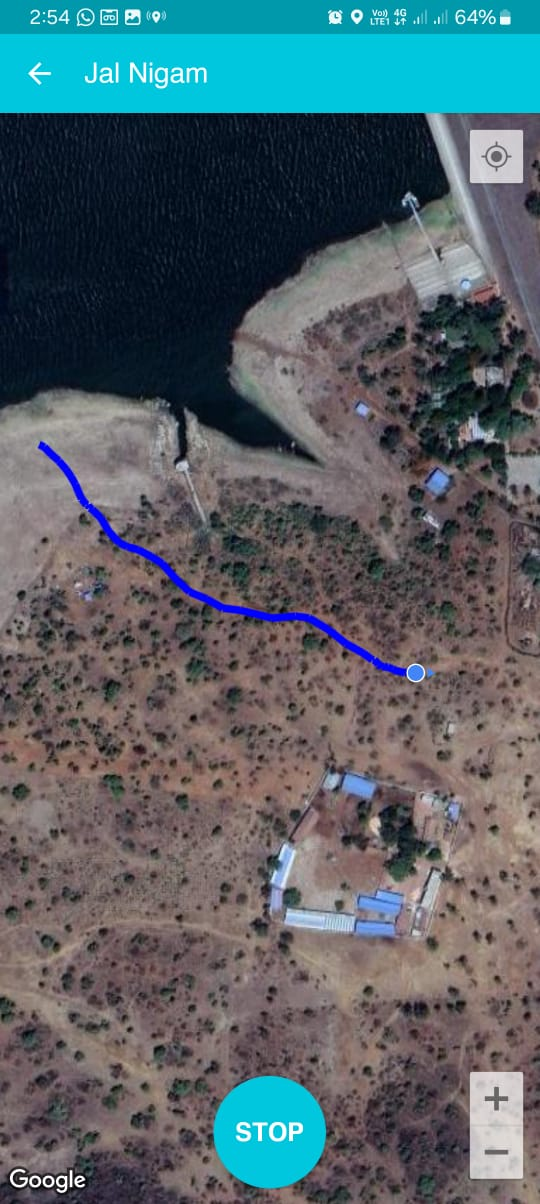 2:54 Vo) 4G LTE1 64%
Jal Nigam
STOP
Google